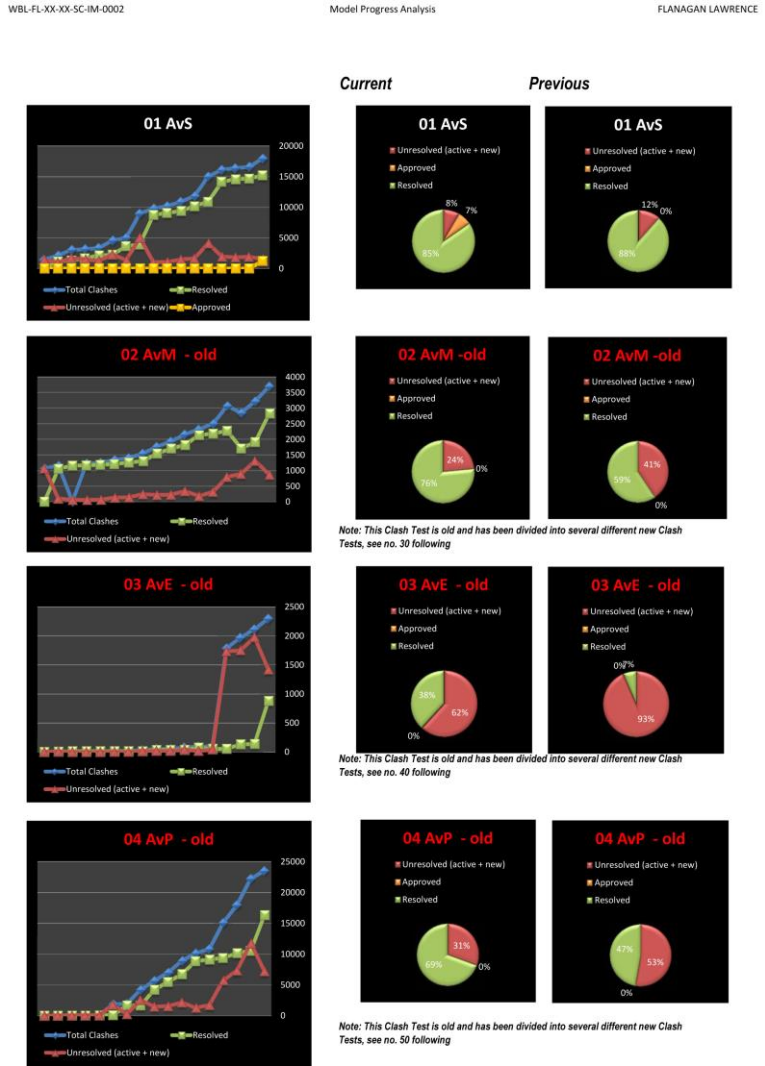 WBL-FL-XX-XX-SC-IM-0002 Model Progress Analysis FLANAGAN LAWRENCE
Current Previous
01 AvS
20000
15000
10000
5000
0
Total Clashes Resolved
Unresolved (active + new) Approved
01 AvS
Unresolved (active + new)
Approved
Resolved
8%
7%
85%
01 AvS
Unresolved (active + new)
Approved
Resolved
12%
0%
88%
02 AvM - old
4000
3500
3000
2500
2000
1500
1000
500
0
Total Clashes Resolved
Unresolved (active + new)
02 AvM -old
Unresolved (active + new)
Approved
Resolved
24%
0%
76%
02 AvM -old
Unresolved (active + new)
Approved
Resolved
41%
59%
0%
Note: This Clash Test is old and has been divided into several different new Clash
Tests, see no. 30 following
03 AvE - old
2500
2000
1500
1000
500
0
Total Clashes Resolved
Unresolved (active + new)
03 AvE - old
Unresolved (active + new)
Approved
Resolved
38%
62%
0%
03 AvE - old
Unresolved (active + new)
Approved
Resolved
0% 7%
93%
Note: This Clash Test is old and has been divided into several different new Clash
Tests, see no. 40 following
04 AvP - old
25000
20000
15000
10000
5000
0
Total Clashes Resolved
Unresolved (active + new)
04 AvP - old
Unresolved (active + new)
Approved
Resolved
31%
69%
0%
04 AvP - old
Unresolved (active + new)
Approved
Resolved
47%
53%
0%
Note: This Clash Test is old and has been divided into several different new Clash
Tests, see no. 50 following